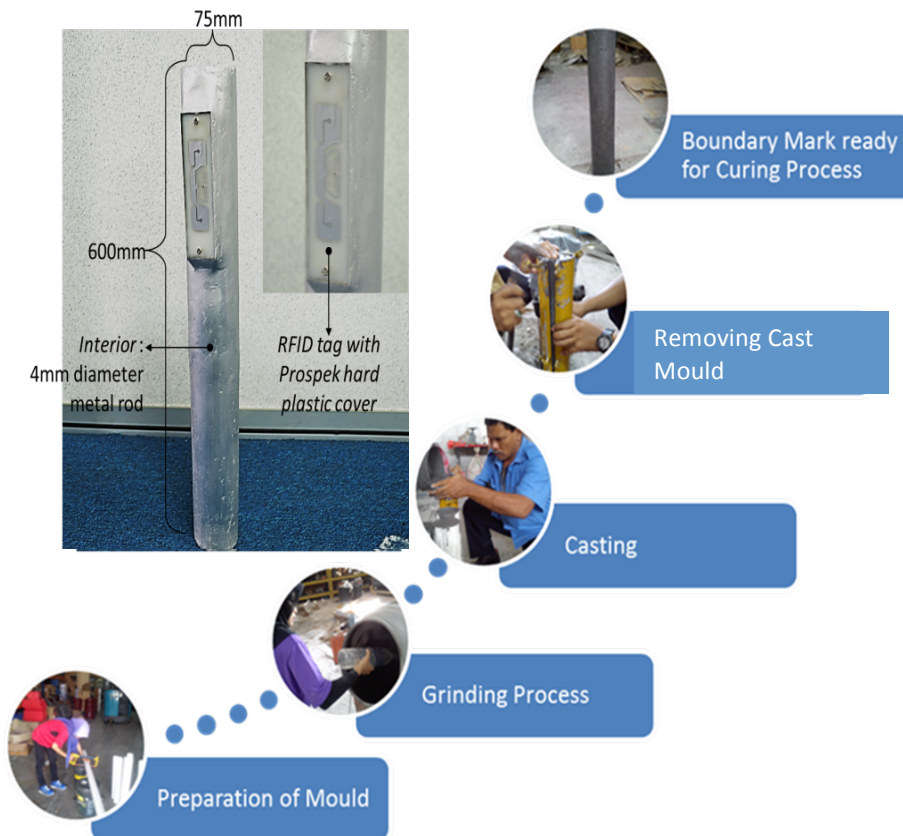 75mm
600mm
Interior :
4mm diameter
metal rod
RFID tag with
Prospek hard
plastic cover
Boundary Mark ready
for Curing Process
Removing Cast
Mould
Casting
Grinding Process
Preparation of Mould